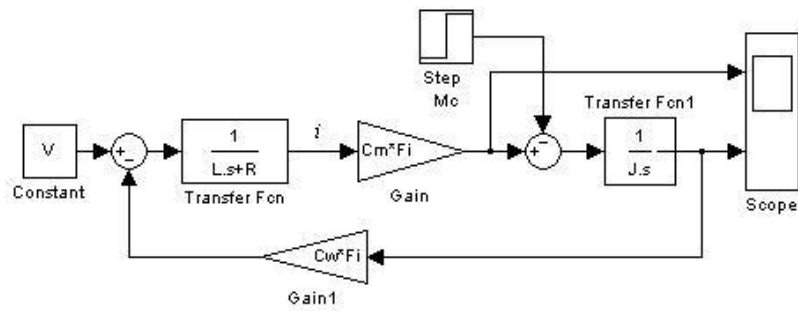 Step
Mc
Transfer Fcn1
V
Constant
+
−
1
L.s+R
Transfer Fcn
i
Cm*Fi
Gain
−
+
1
J.s
Scope
Cw*Fi
Gain1